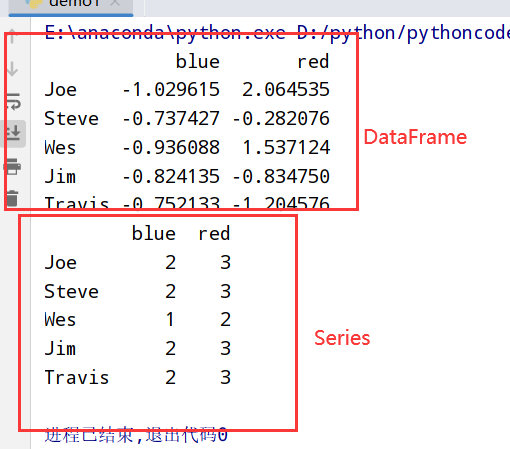 demo1 ×
E:\anaconda\python.exe D:/python/pythoncode
blue red
Joe -1.029615 2.064535
Steve -0.737427 -0.282076
Wes -0.936088 1.537124
DataFrame
Jim -0.824135 -0.834750
Travis -0.752133 -1.204576
blue red
Joe 2 3
Steve 2 3
Wes 1 2
Series
Jim 2 3
Travis 2 3
进程已结束,退出代码0